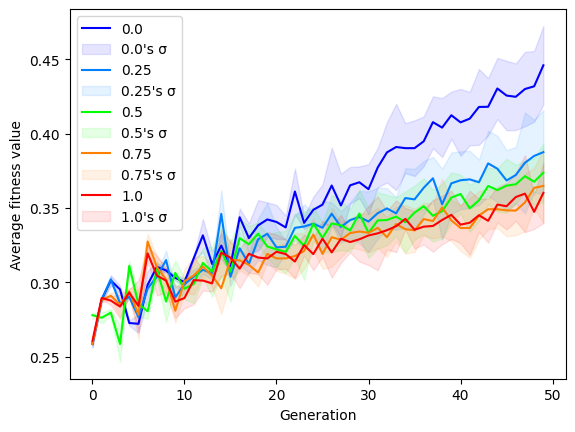 0.0
0.0's σ
0.25
0.25's σ
0.5
0.5's σ
0.75
0.75's σ
1.0
1.0's σ
0.45
0.40
0.35
0.30
0.25
Average fitness value
0 10 20 30 40 50
Generation